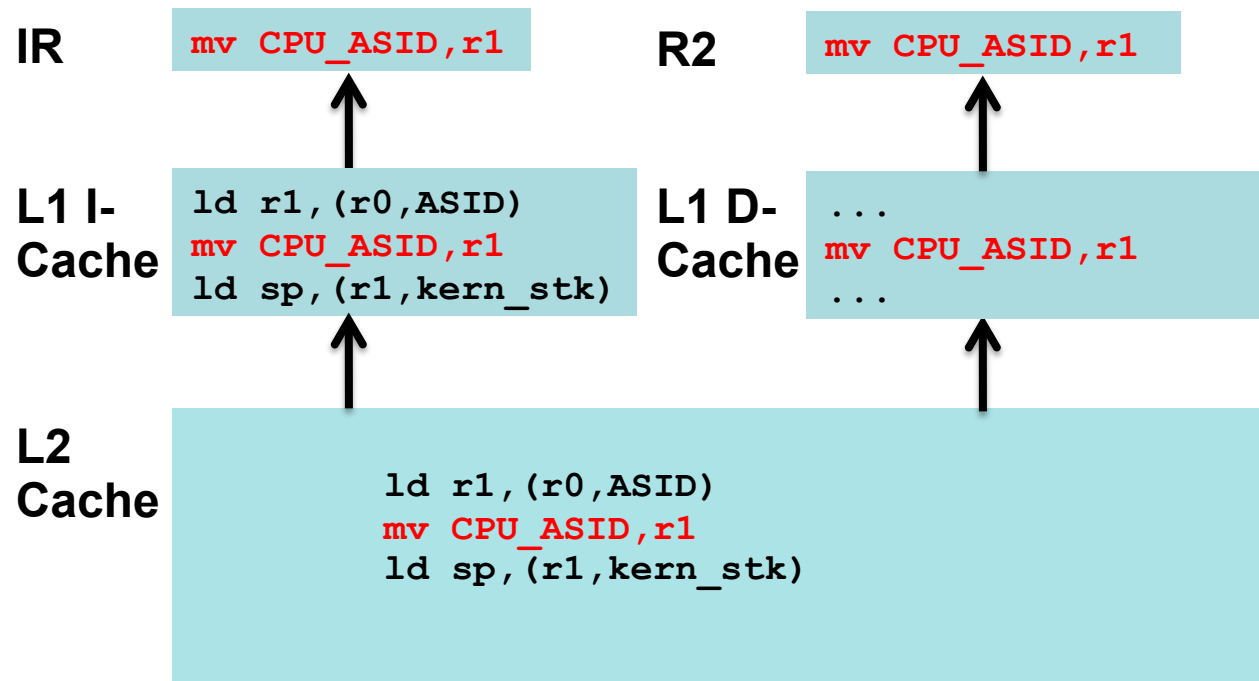 IR
mv CPU_ASID,r1
R2
mv CPU_ASID,r1
L1 I-
Cache
ld r1,(r0,ASID)
mv CPU_ASID,r1
ld sp,(r1,kern_stk)
L1 D-
Cache
...
mv CPU_ASID,r1
...
L2
Cache
ld r1,(r0,ASID)
mv CPU_ASID,r1
ld sp,(r1,kern_stk)